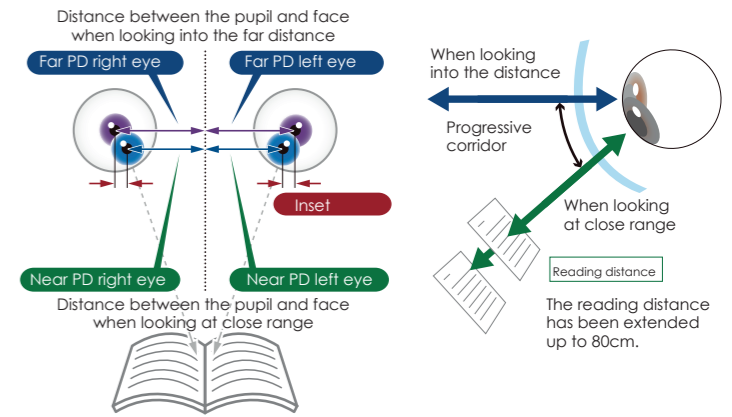 Distance between the pupil and face
when looking into the far distance
Far PD right eye
Far PD left eye
Inset
Near PD right eye
Near PD left eye
Distance between the pupil and face
when looking at close range
When looking
into the distance
Progressive
corridor
When looking
at close range
Reading distance
The reading distance
has been extended
up to 80cm.